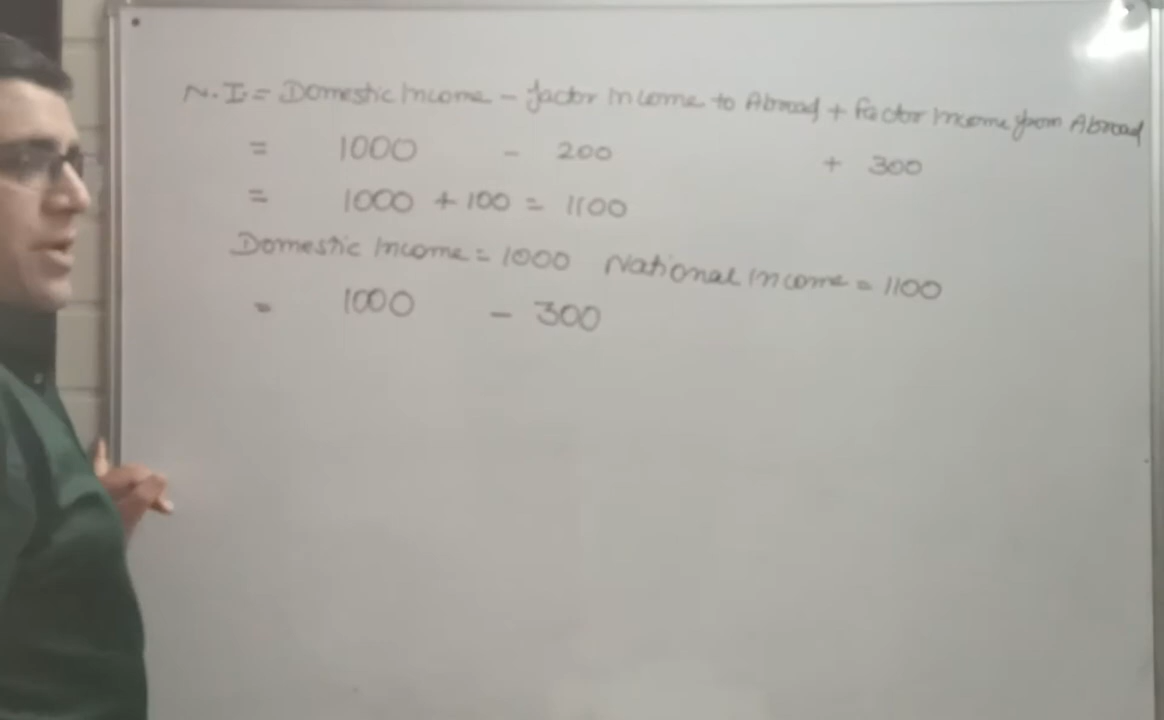 N.I. = Domestic Income - factor Income to Abroad + factor Income from Abroad
= 1000 - 200 + 300
= 1000 + 100 = 1100
Domestic Income = 1000 National Income = 1100
= 1000 - 300